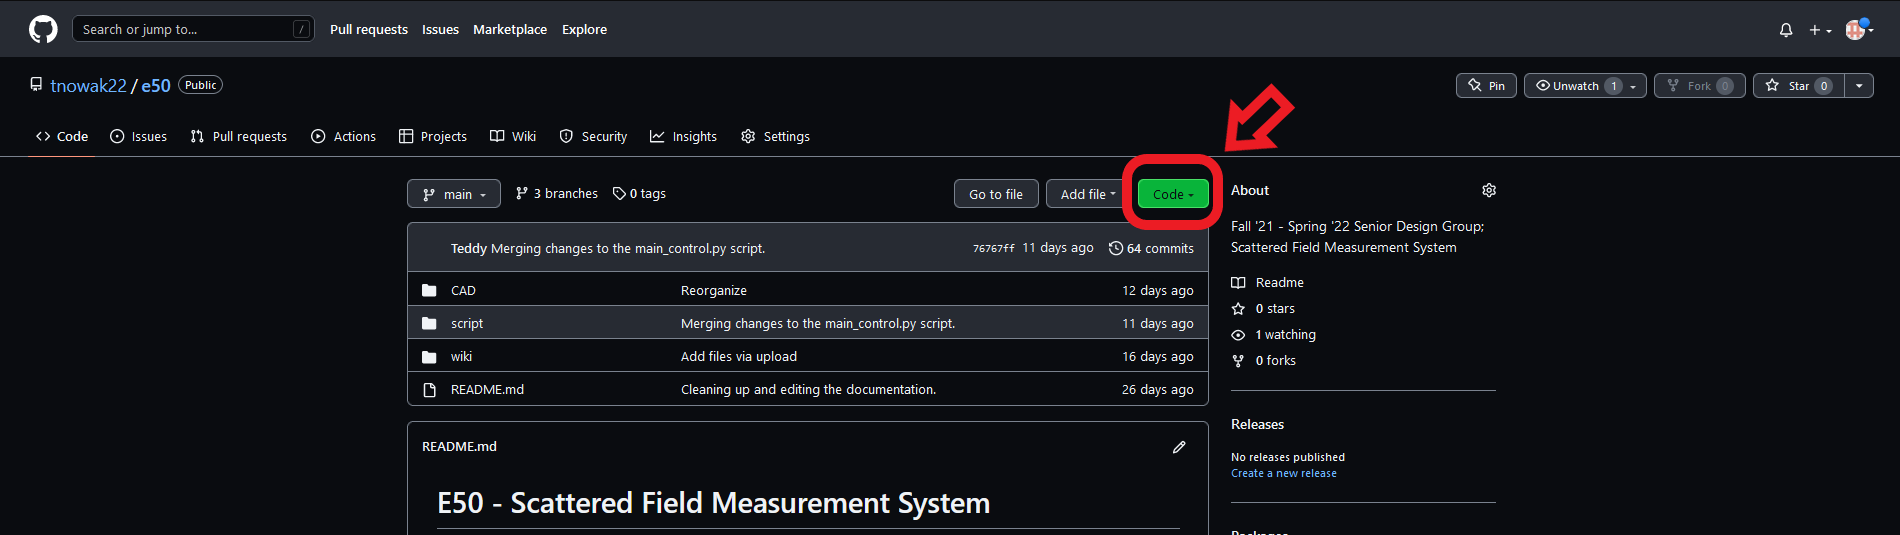 Search or jump to... /
Pull requests Issues Marketplace Explore
tnowak22 / e50 Public
Pin Unwatch 1 Fork 0 Star 0
Code Issues Pull requests Actions Projects Wiki Security Insights Settings
main 3 branches 0 tags Go to file Add file Code
Teddy Merging changes to the main_control.py script. 76767ff 11 days ago 64 commits
CAD Reorganize 12 days ago
script Merging changes to the main_control.py script. 11 days ago
wiki Add files via upload 16 days ago
README.md Cleaning up and editing the documentation. 26 days ago
README.md
E50 - Scattered Field Measurement System
About
Fall '21 - Spring '22 Senior Design Group;
Scattered Field Measurement System
Readme
0 stars
1 watching
0 forks
Releases
No releases published
Create a new release
Packages